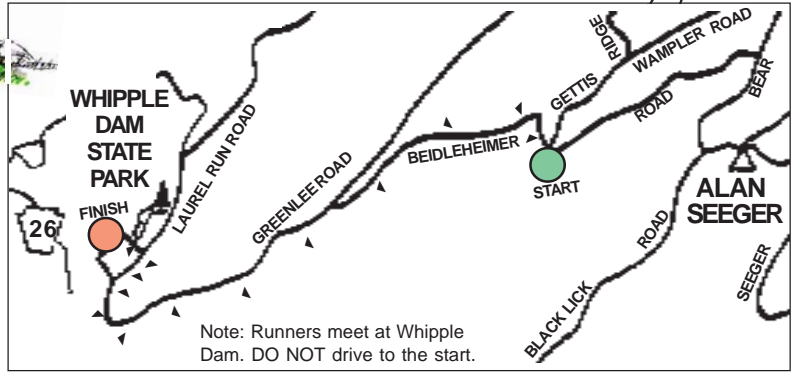 WHIPPLE
DAM
STATE
PARK
FINISH
26
LAUREL RUN ROAD
GREENLEE ROAD
BEIDLEHEIMER
ROAD
START
GETTIS
RIDGE
WAMPLER ROAD
BEAR
ALAN
SEEGER
SEEGER
BLACK LICK
ROAD
Note: Runners meet at Whipple
Dam. DO NOT drive to the start.